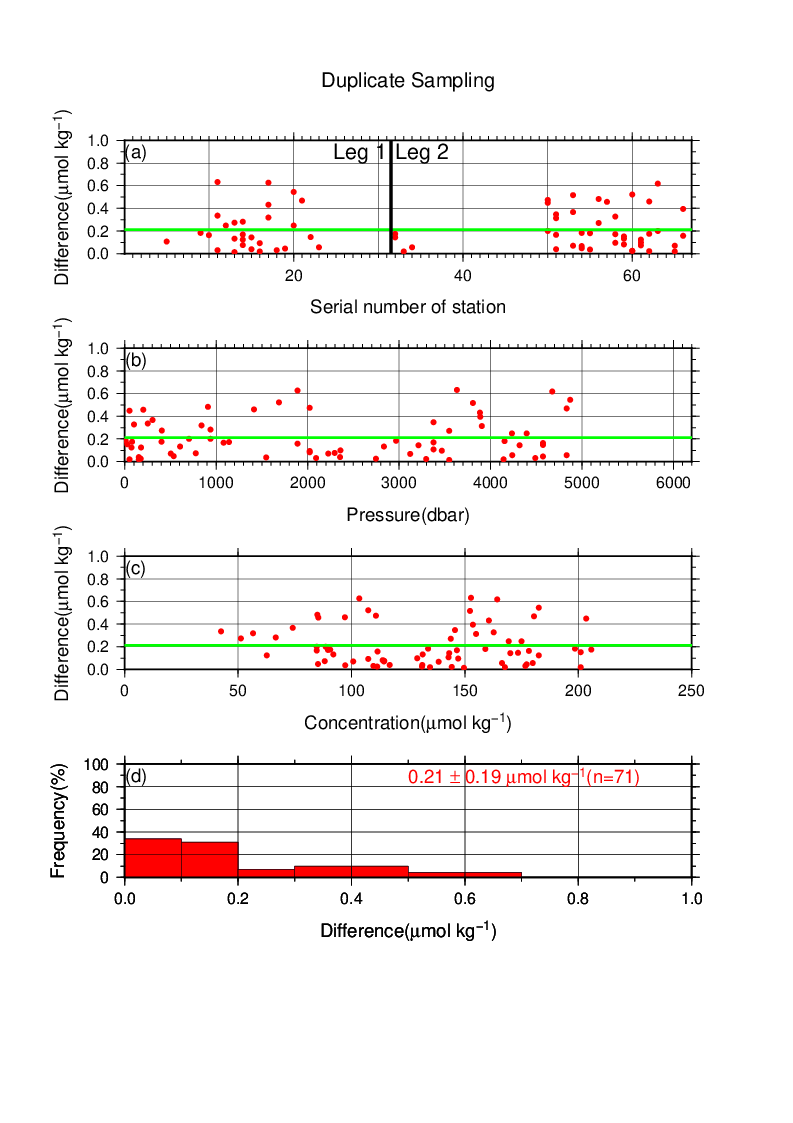 Duplicate Sampling
Difference(μmol kg⁻¹)
1.0
0.8
0.6
0.4
0.2
0.0
(a)
Leg 1
Leg 2
20
40
60
Serial number of station
Difference(μmol kg⁻¹)
1.0
0.8
0.6
0.4
0.2
0.0
(b)
0
1000
2000
3000
4000
5000
6000
Pressure(dbar)
Difference(μmol kg⁻¹)
1.0
0.8
0.6
0.4
0.2
0.0
(c)
0
50
100
150
200
250
Concentration(μmol kg⁻¹)
Frequency(%)
100
80
60
40
20
0
(d)
0.21 ± 0.19 μmol kg⁻¹(n=71)
0.0
0.2
0.4
0.6
0.8
1.0
Difference(μmol kg⁻¹)